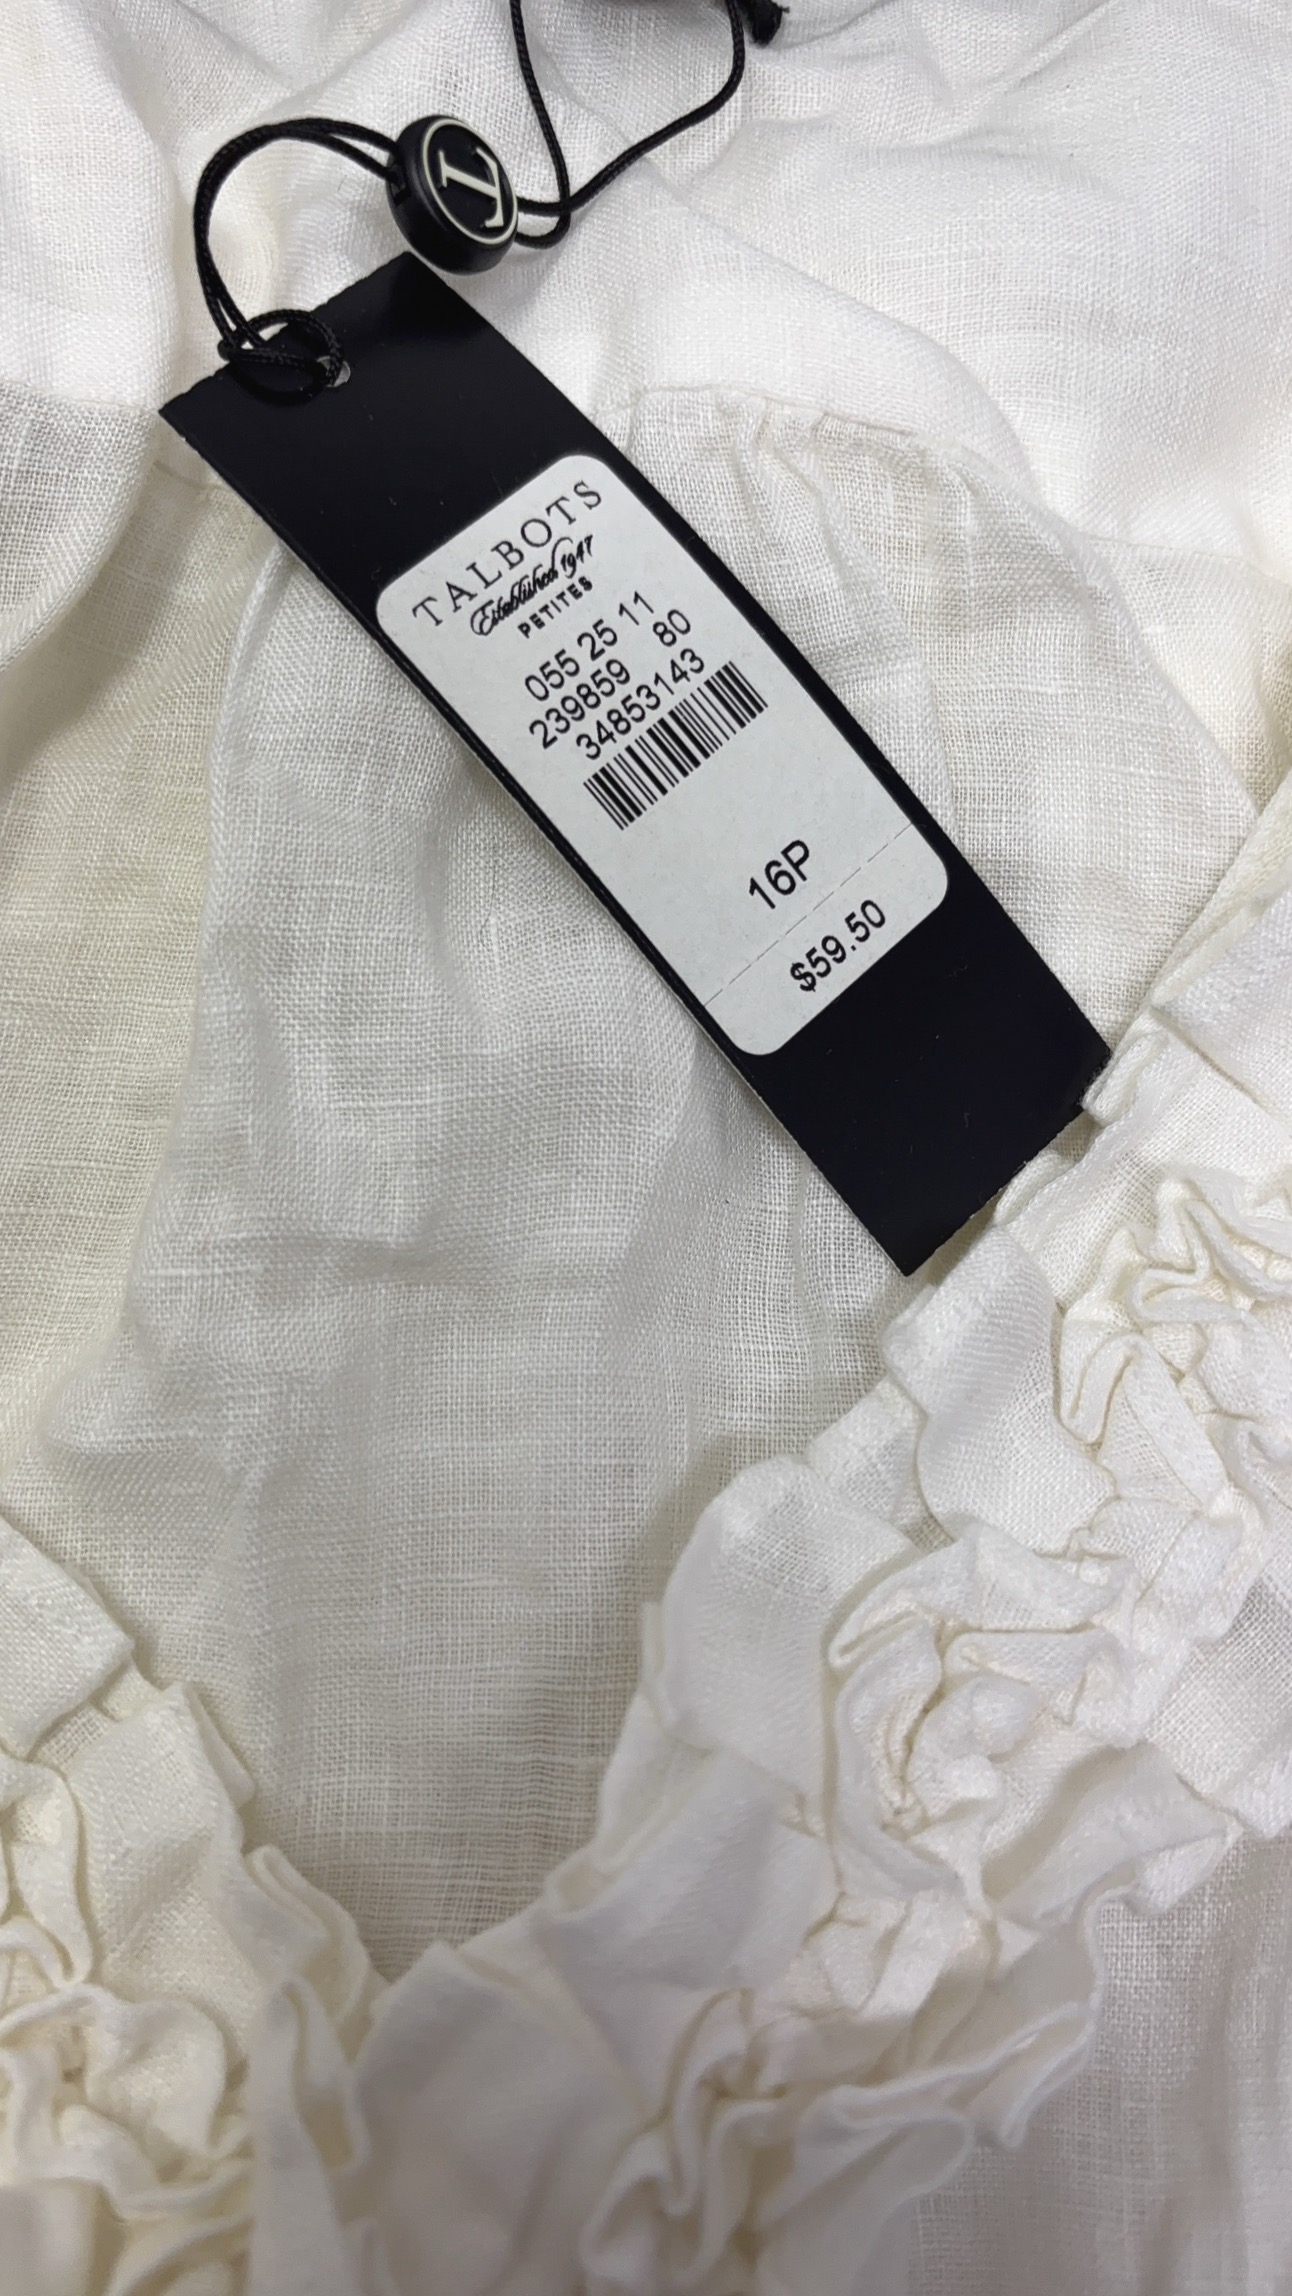 T
TALBOTS
Established 1947
PETITES
055 25 11
239859 80
34853143
16P
$59.50